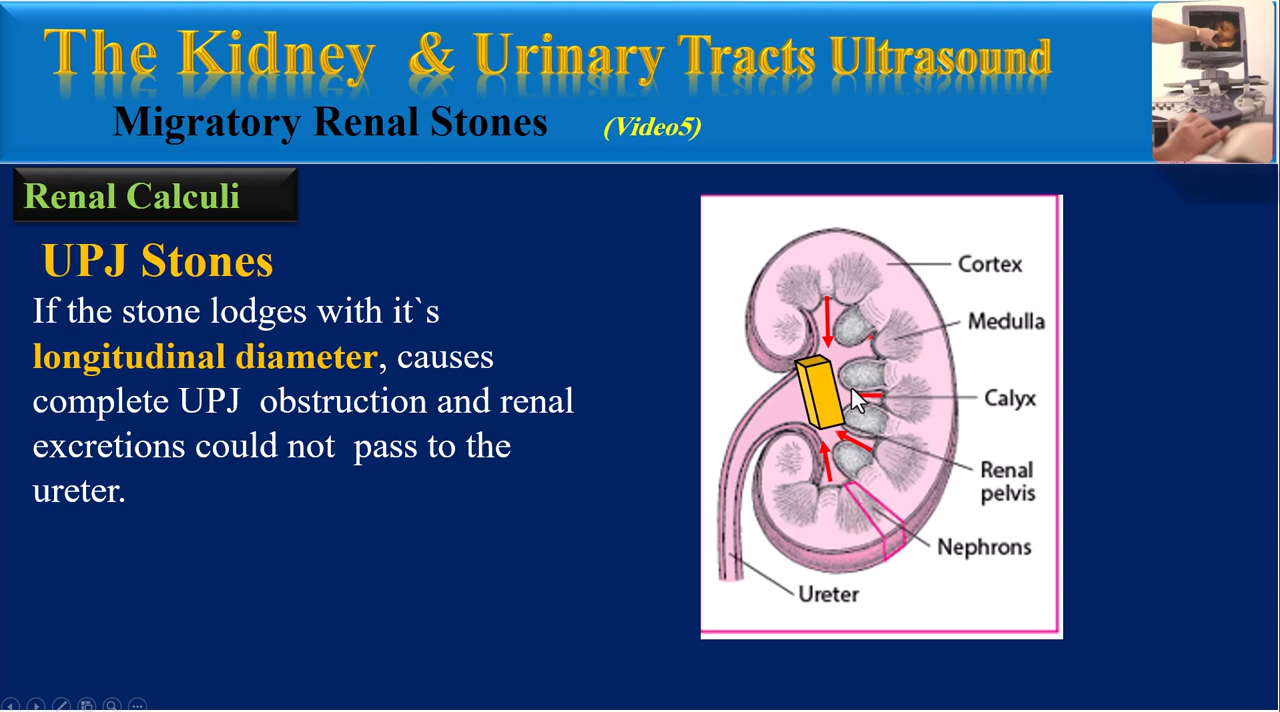 The Kidney & Urinary Tracts Ultrasound
Migratory Renal Stones (Video5)
Renal Calculi
UPJ Stones
If the stone lodges with it`s
longitudinal diameter, causes
complete UPJ obstruction and renal
excretions could not pass to the
ureter.
Cortex
Medulla
Calyx
Renal
pelvis
Nephrons
Ureter